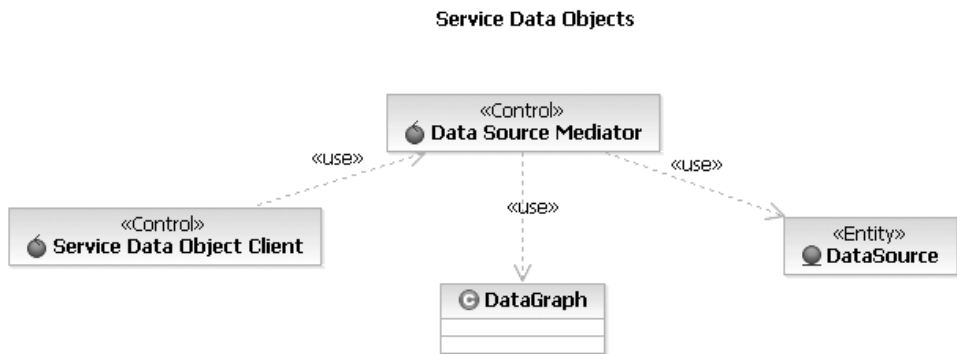 Service Data Objects
«Control»
Data Source Mediator
«use»
«use»
«use»
«Control»
Service Data Object Client
«Entity»
DataSource
C DataGraph